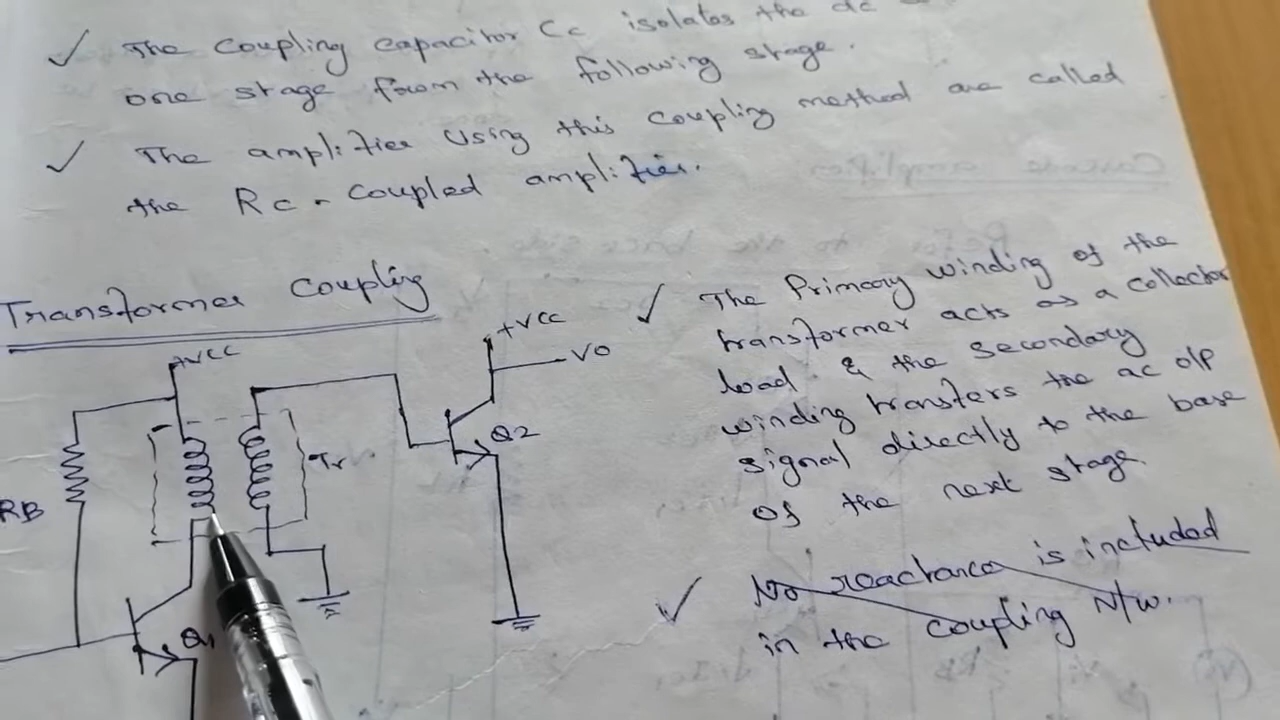 The coupling capacitor Cc isolates the dc
one stage from the following stage.
The amplifier using this coupling method are called
the Rc-coupled amplifier.
Transformer Coupling
+VCC
RB
Tr
Q1
+VCC
VO
Q2
The Primary winding of the
transformer acts as a collector
load & the secondary
winding transfers the ac o/p
signal directly to the base
of the next stage
No reactance is included
in the coupling N/w.